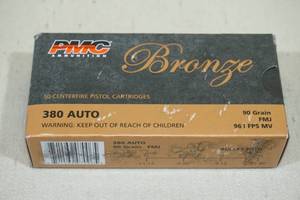 PMC
AMMUNITION
Bronze
50 CENTERFIRE PISTOL CARTRIDGES
380 AUTO
90 Grain
FMJ
961 FPS MV
WARNING: KEEP OUT OF REACH OF CHILDREN
380 AUTO
90 Grain FMJ